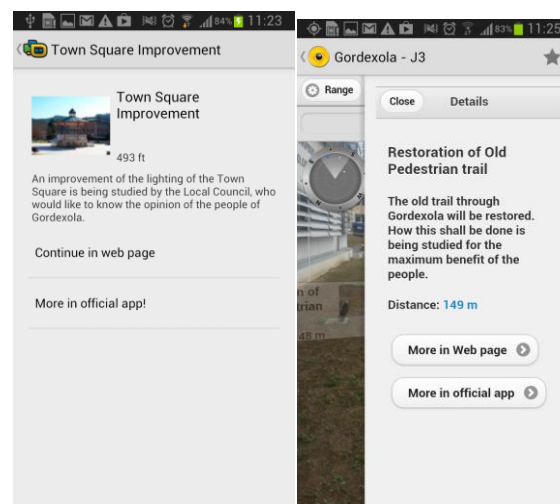 84% 11:23
Town Square Improvement
Town Square
Improvement
493 ft
An improvement of the lighting of the Town
Square is being studied by the Local Council, who
would like to know the opinion of the people of
Gordexola.
Continue in web page
More in official app!
83% 11:25
Gordexola - J3
Range
Close Details
Restoration of Old
Pedestrian trail
The old trail through
Gordexola will be restored.
How this shall be done is
being studied for the
maximum benefit of the
people.
Distance: 149 m
More in Web page
More in official app
n of
trian
48 m